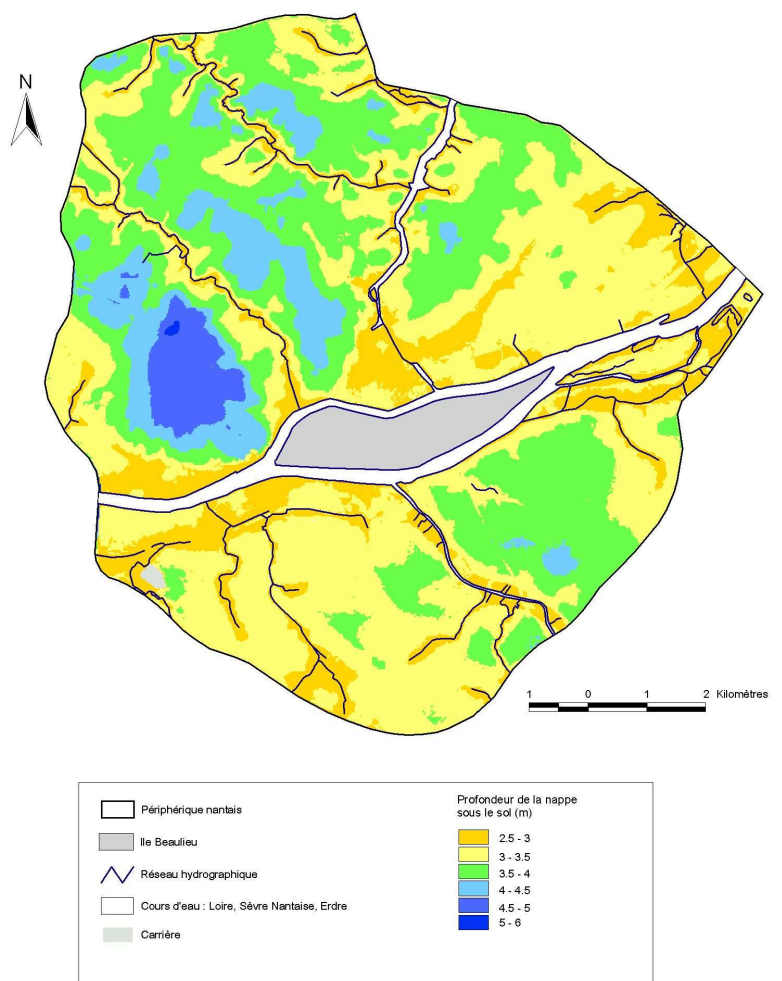 N
1 0 1 2 Kilomètres
Périphérique nantais
Ile Beaulieu
Réseau hydrographique
Cours d'eau : Loire, Sèvre Nantaise, Erdre
Carrière
Profondeur de la nappe
sous le sol (m)
2.5 - 3
3 - 3.5
3.5 - 4
4 - 4.5
4.5 - 5
5 - 6